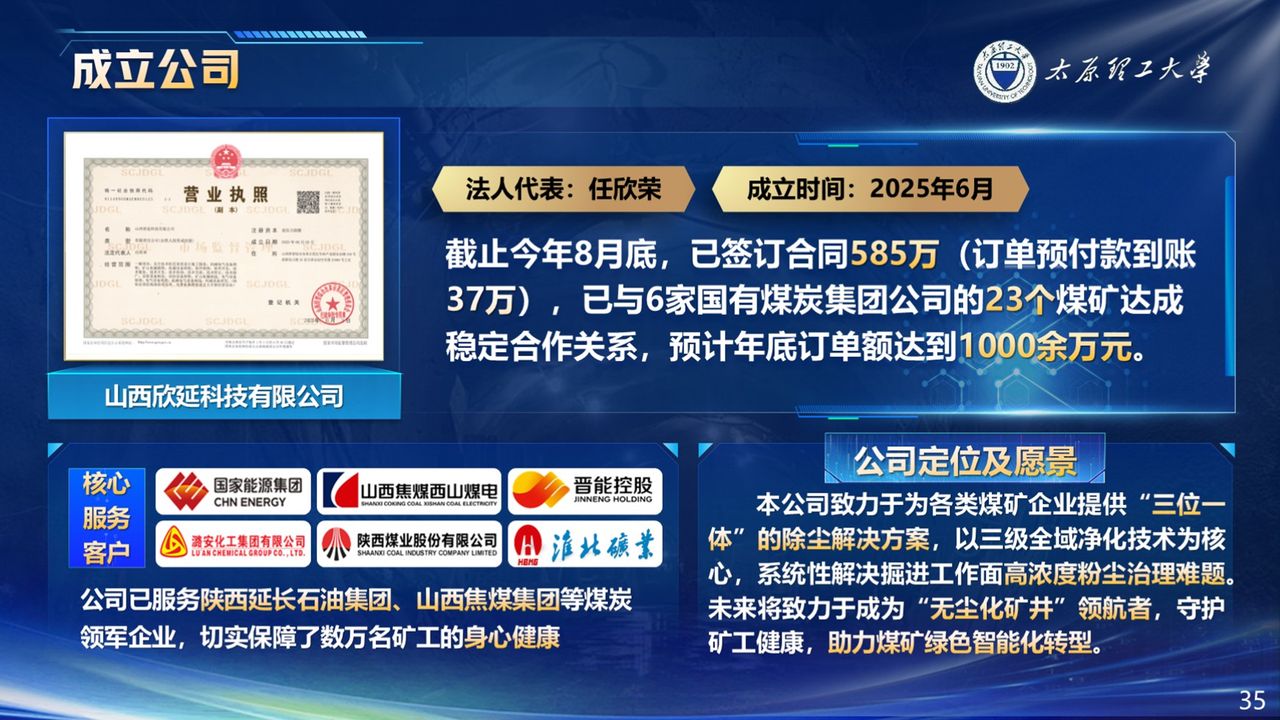 成立公司
1902
太原理工大学
营业执照
(副 本)
山西欣延科技有限公司
法人代表：任欣荣
成立时间：2025年6月
截止今年8月底，已签订合同585万（订单预付款到账
37万），已与6家国有煤炭集团公司的23个煤矿达成
稳定合作关系，预计年底订单额达到1000余万元。
核心
服务
客户
国家能源集团
CHN ENERGY
山西焦煤西山煤电
SHANXI COKING COAL XISHAN COAL ELECTRICITY
晋能控股
JINNENG HOLDING
潞安化工集团有限公司
LU AN CHEMICAL GROUP CO., LTD.
陕西煤业股份有限公司
SHAANXI COAL INDUSTRY COMPANY LIMITED
HBMG
淮北矿业
公司已服务陕西延长石油集团、山西焦煤集团等煤炭
领军企业，切实保障了数万名矿工的身心健康
公司定位及愿景
本公司致力于为各类煤矿企业提供“三位一
体”的除尘解决方案，以三级全域净化技术为核
心，系统性解决掘进工作面高浓度粉尘治理难题。
未来将致力于成为“无尘化矿井”领航者，守护
矿工健康，助力煤矿绿色智能化转型。
35